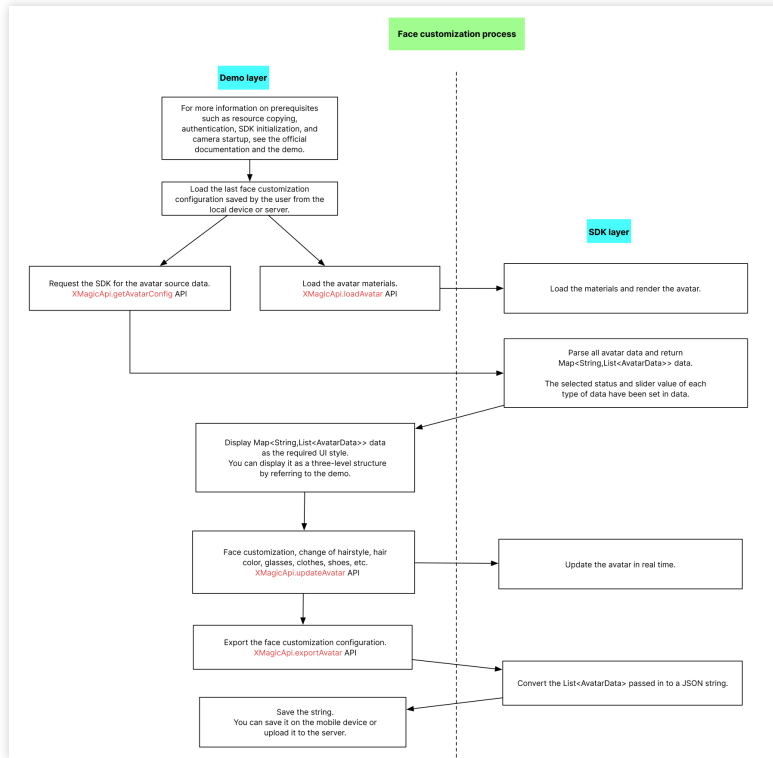 Face customization process
Demo layer
For more information on prerequisites
such as resource copying,
authentication, SDK initialization, and
camera startup, see the official
documentation and the demo.
Load the last face customization
configuration saved by the user from the
local device or server.
SDK layer
Request the SDK for the avatar source data.
XMagicApi.getAvatarConfig API
Load the avatar materials.
XMagicApi.loadAvatar API
Load the materials and render the avatar.
Parse all avatar data and return
Map<String,List<AvatarData>> data.
The selected status and slider value of each
type of data have been set in data.
Display Map<String,List<AvatarData>> data
as the required UI style.
You can display it as a three-level structure
by referring to the demo.
Face customization, change of hairstyle, hair
color, glasses, clothes, shoes, etc.
XMagicApi.updateAvatar API
Update the avatar in real time.
Export the face customization configuration.
XMagicApi.exportAvatar API
Convert the List<AvatarData> passed in to a JSON string.
Save the string.
You can save it on the mobile device or
upload it to the server.